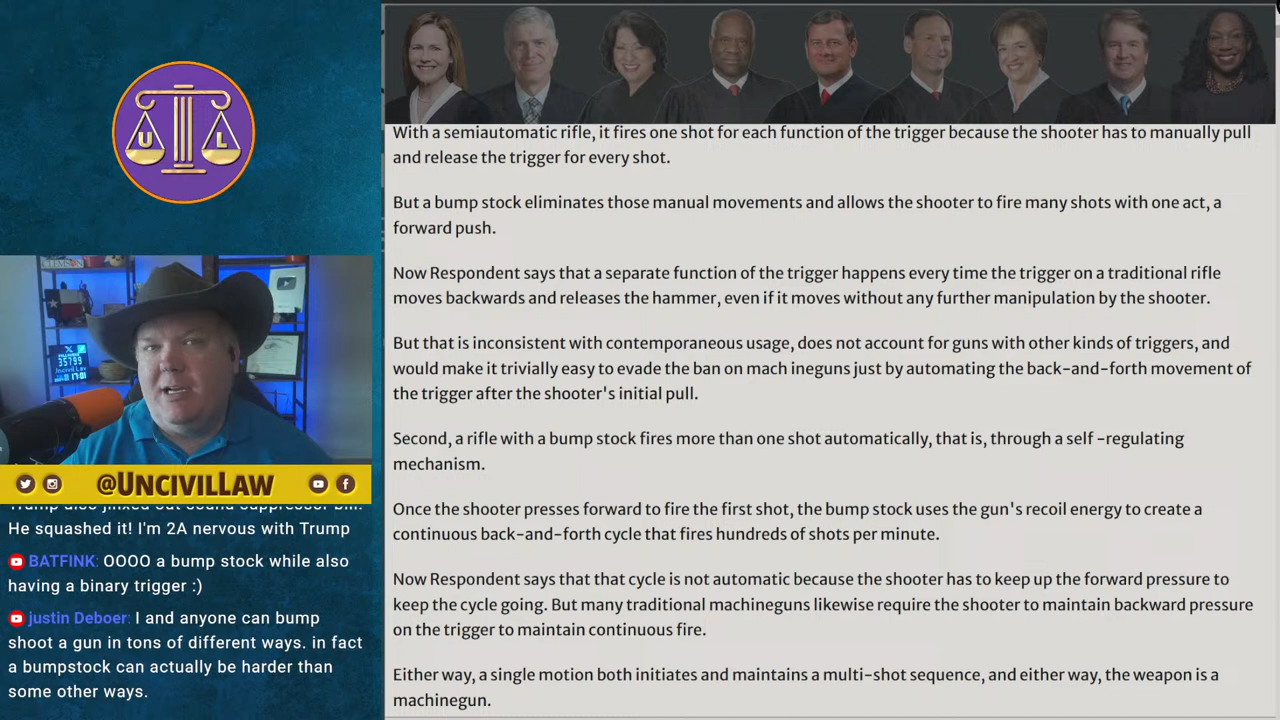 U L
With a semiautomatic rifle, it fires one shot for each function of the trigger because the shooter has to manually pull
and release the trigger for every shot.
But a bump stock eliminates those manual movements and allows the shooter to fire many shots with one act, a
forward push.
Now Respondent says that a separate function of the trigger happens every time the trigger on a traditional rifle
moves backwards and releases the hammer, even if it moves without any further manipulation by the shooter.
But that is inconsistent with contemporaneous usage, does not account for guns with other kinds of triggers, and
would make it trivially easy to evade the ban on mach ineguns just by automating the back-and-forth movement of
the trigger after the shooter's initial pull.
Second, a rifle with a bump stock fires more than one shot automatically, that is, through a self -regulating
mechanism.
Once the shooter presses forward to fire the first shot, the bump stock uses the gun's recoil energy to create a
continuous back-and-forth cycle that fires hundreds of shots per minute.
Now Respondent says that that cycle is not automatic because the shooter has to keep up the forward pressure to
keep the cycle going. But many traditional machineguns likewise require the shooter to maintain backward pressure
on the trigger to maintain continuous fire.
Either way, a single motion both initiates and maintains a multi-shot sequence, and either way, the weapon is a
machinegun.
35799
Uncivil Law
@UNCIVILLAW
Trump also jinxed out sound suppressor bill.
He squashed it! I'm 2A nervous with Trump
BATFINK: OOOO a bump stock while also
having a binary trigger :)
justin Deboer: I and anyone can bump
shoot a gun in tons of different ways. in fact
a bumpstock can actually be harder than
some other ways.